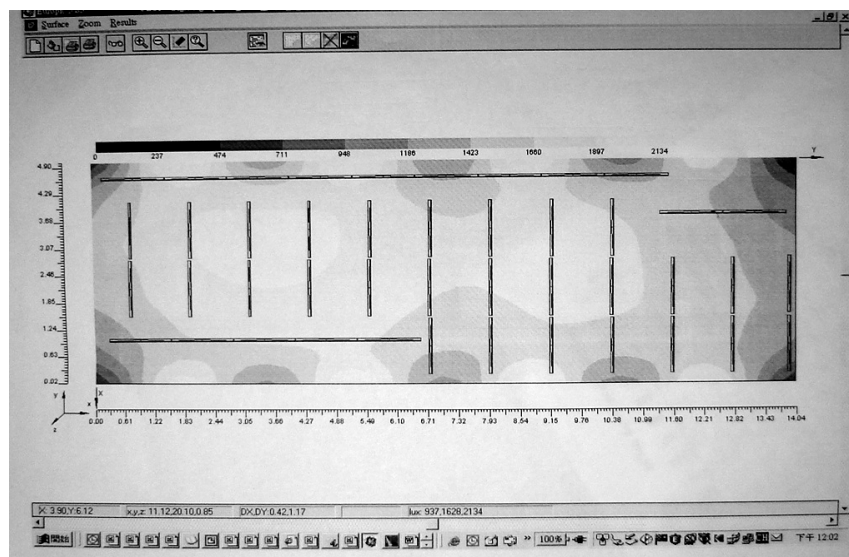 Surface Zoom Results
0 237 474 711 948 1186 1423 1660 1897 2134
Y
4.90
4.29
3.68
3.07
2.46
1.85
1.24
0.63
0.02
X
y
x
z
0.00 0.61 1.22 1.83 2.44 3.05 3.66 4.27 4.88 5.49 6.10 6.71 7.32 7.93 8.54 9.15 9.76 10.38 10.99 11.60 12.21 12.82 13.43 14.04
X: 3.90,Y:6.12 x,y,z: 11.12,20.10,0.85 DX,DY:0.42,1.17 lux: 937,1628,2134
開始 100% 下午 12:02